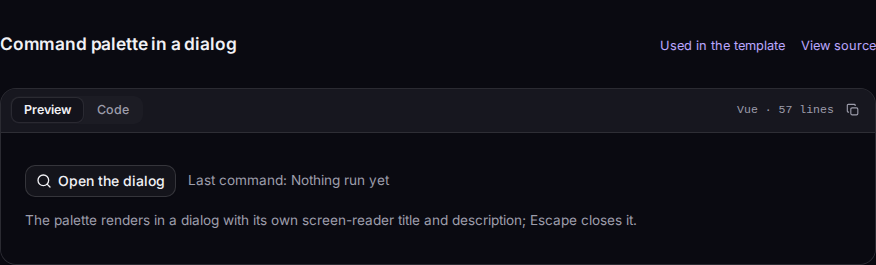 Command palette in a dialog
Used in the template View source
Preview Code
Vue · 57 lines
Open the dialog
Last command: Nothing run yet
The palette renders in a dialog with its own screen-reader title and description; Escape closes it.